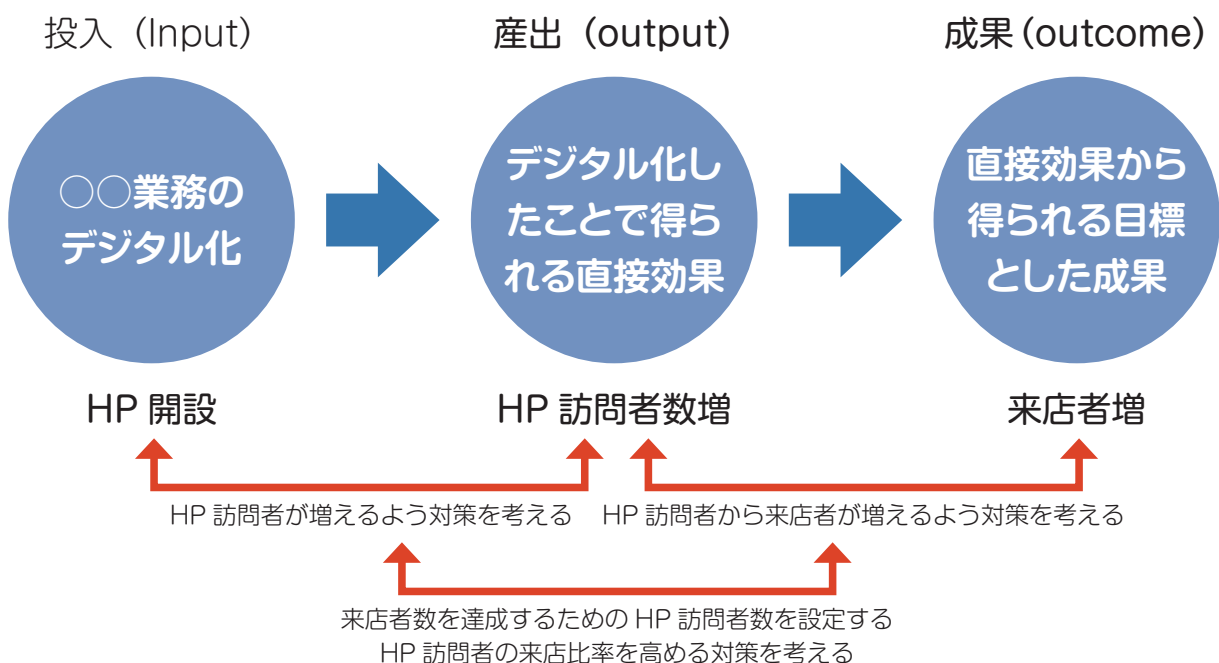 投入（Input）
産出（output）
成果（outcome）
○○業務の
デジタル化
デジタル化し
たことで得ら
れる直接効果
直接効果から
得られる目標
とした成果
HP 開設
HP 訪問者数増
来店者増
HP 訪問者が増えるよう対策を考える
HP 訪問者から来店者が増えるよう対策を考える
来店者数を達成するための HP 訪問者数を設定する
HP 訪問者の来店比率を高める対策を考える